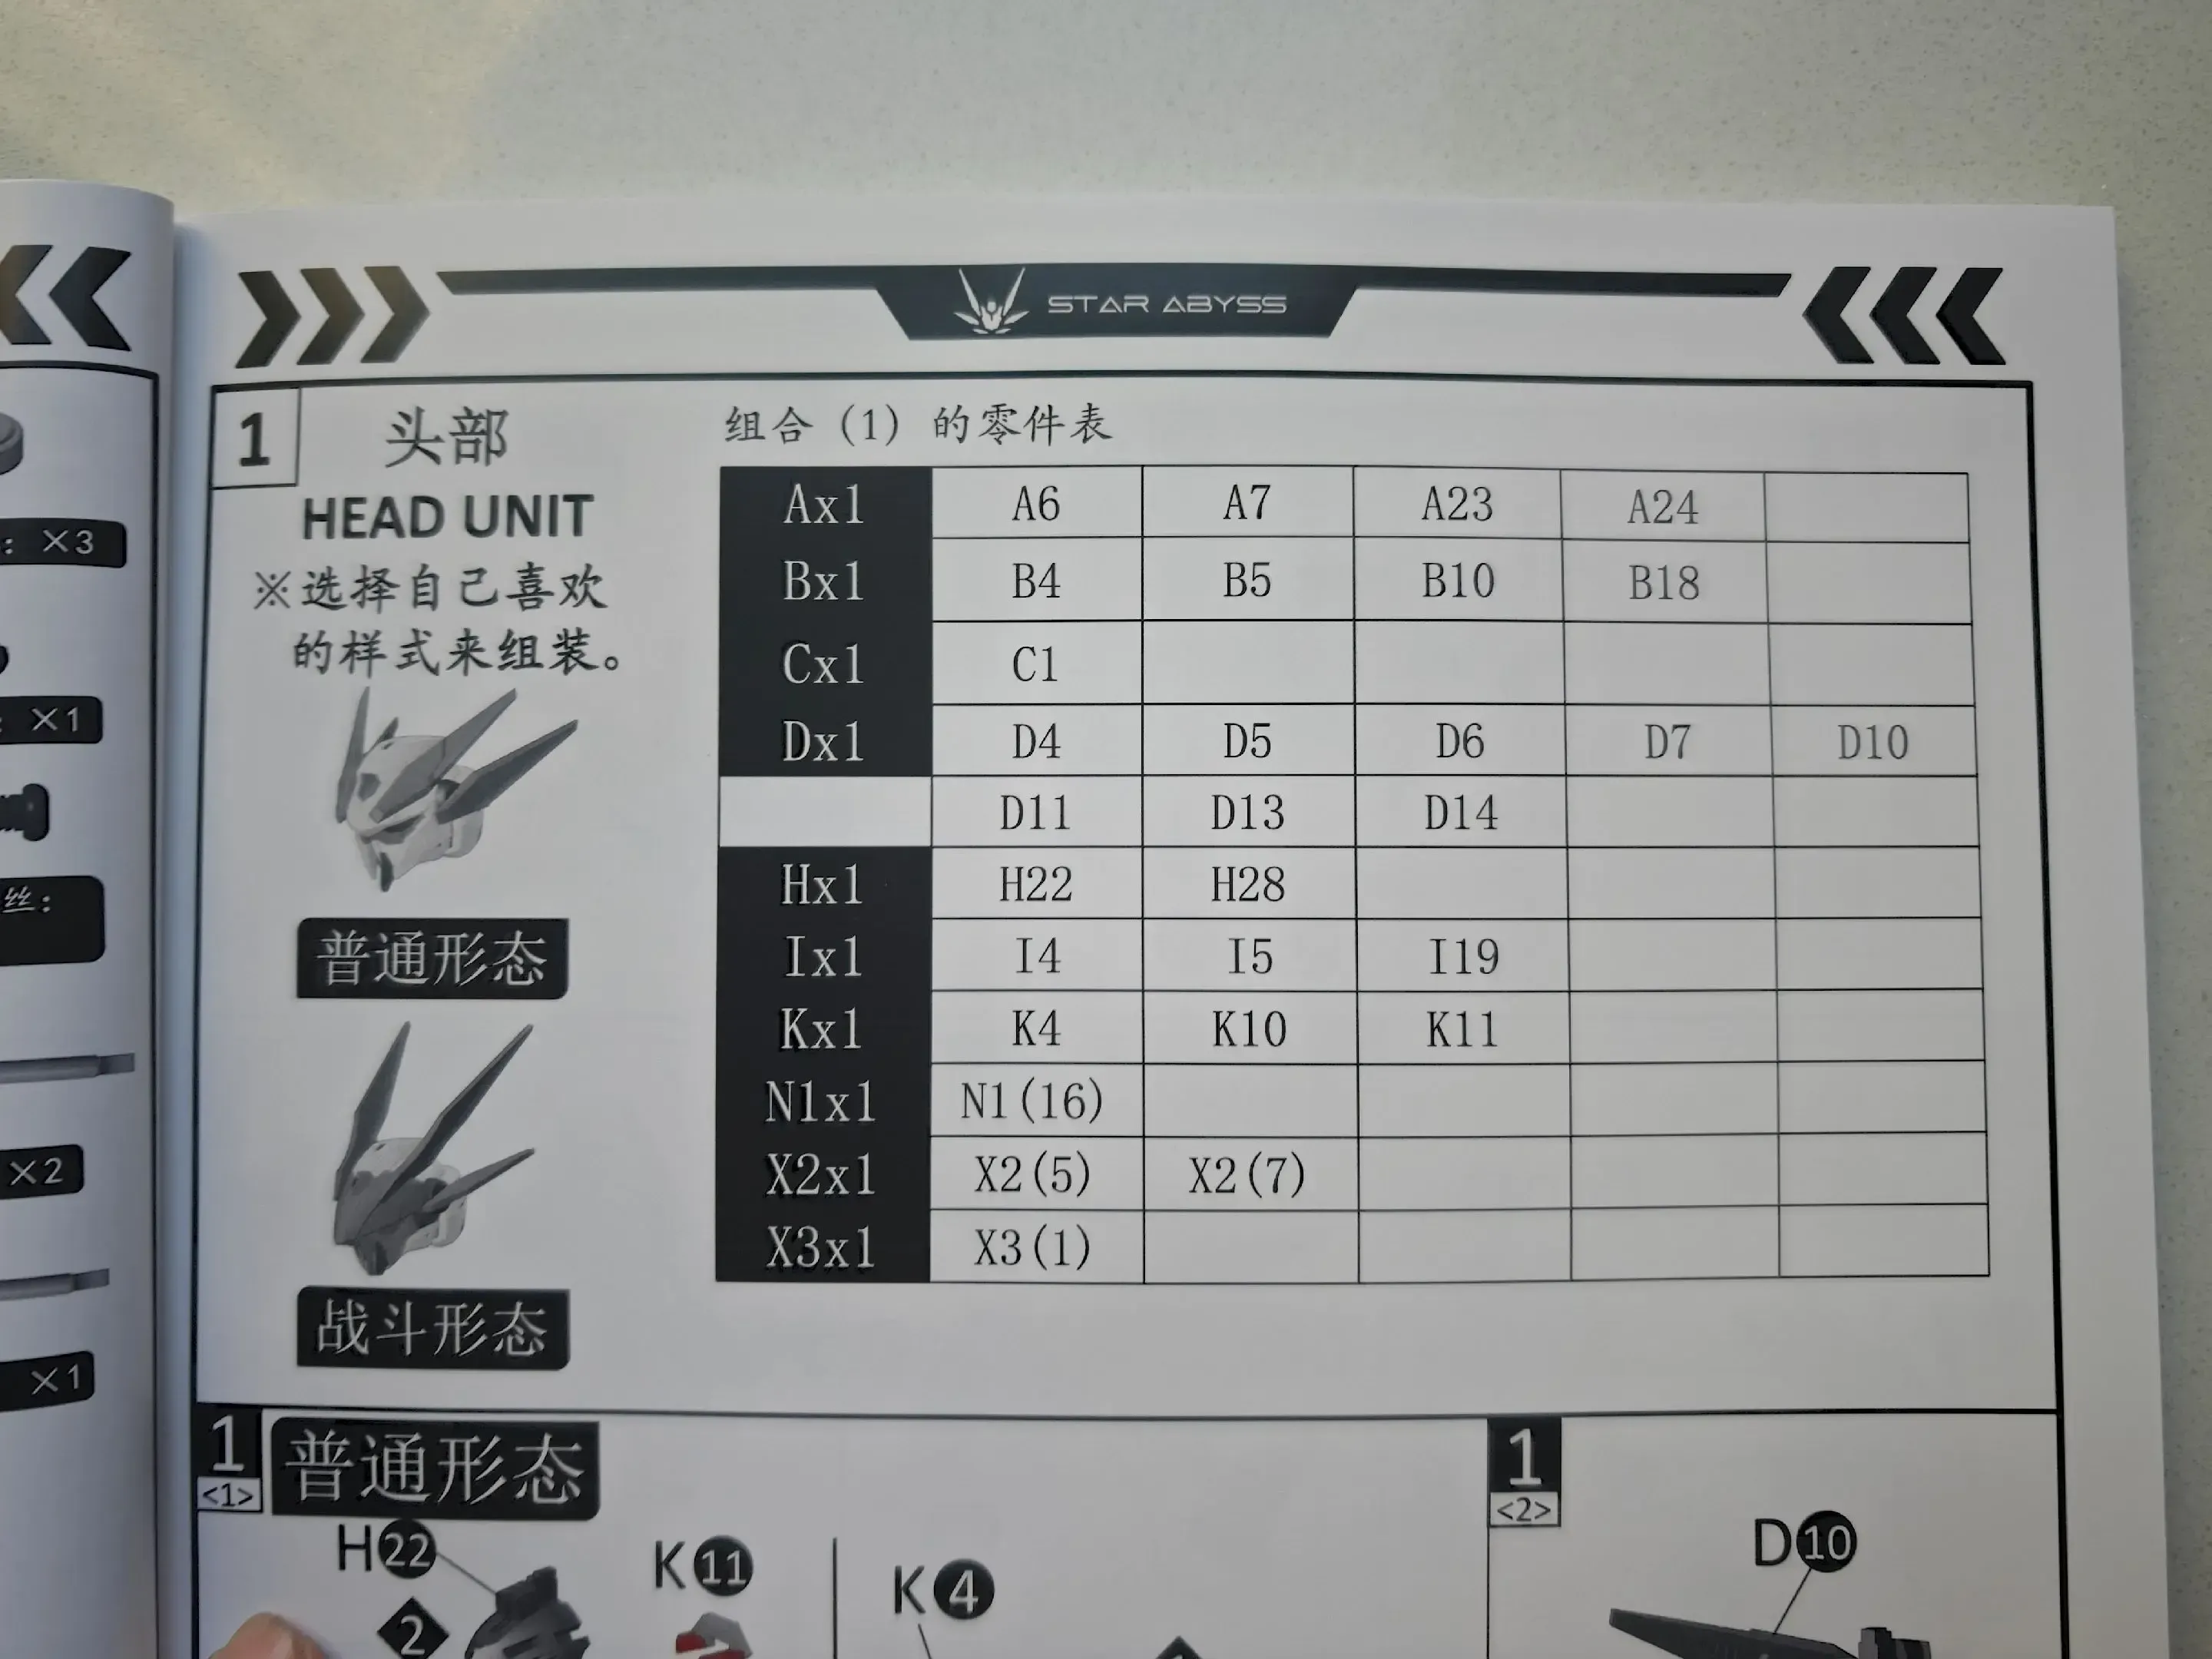 : ×3
: ×1
丝:
×2
×1
STAR ABYSS
1
头部
HEAD UNIT
※选择自己喜欢
的样式来组装。
普通形态
战斗形态
组合（1）的零件表
Ax1 A6 A7 A23 A24
Bx1 B4 B5 B10 B18
Cx1 C1
Dx1 D4 D5 D6 D7 D10
D11 D13 D14
Hx1 H22 H28
Ix1 I4 I5 I19
Kx1 K4 K10 K11
N1x1 N1(16)
X2x1 X2(5) X2(7)
X3x1 X3(1)
1
<1>
普通形态
H22
2
K11
K4
1
<2>
D10